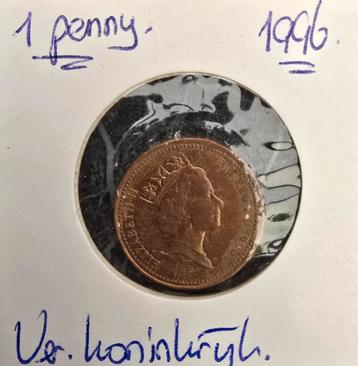 1 penny. 1996.
ELIZABETH II
Ver. koninkrijk.